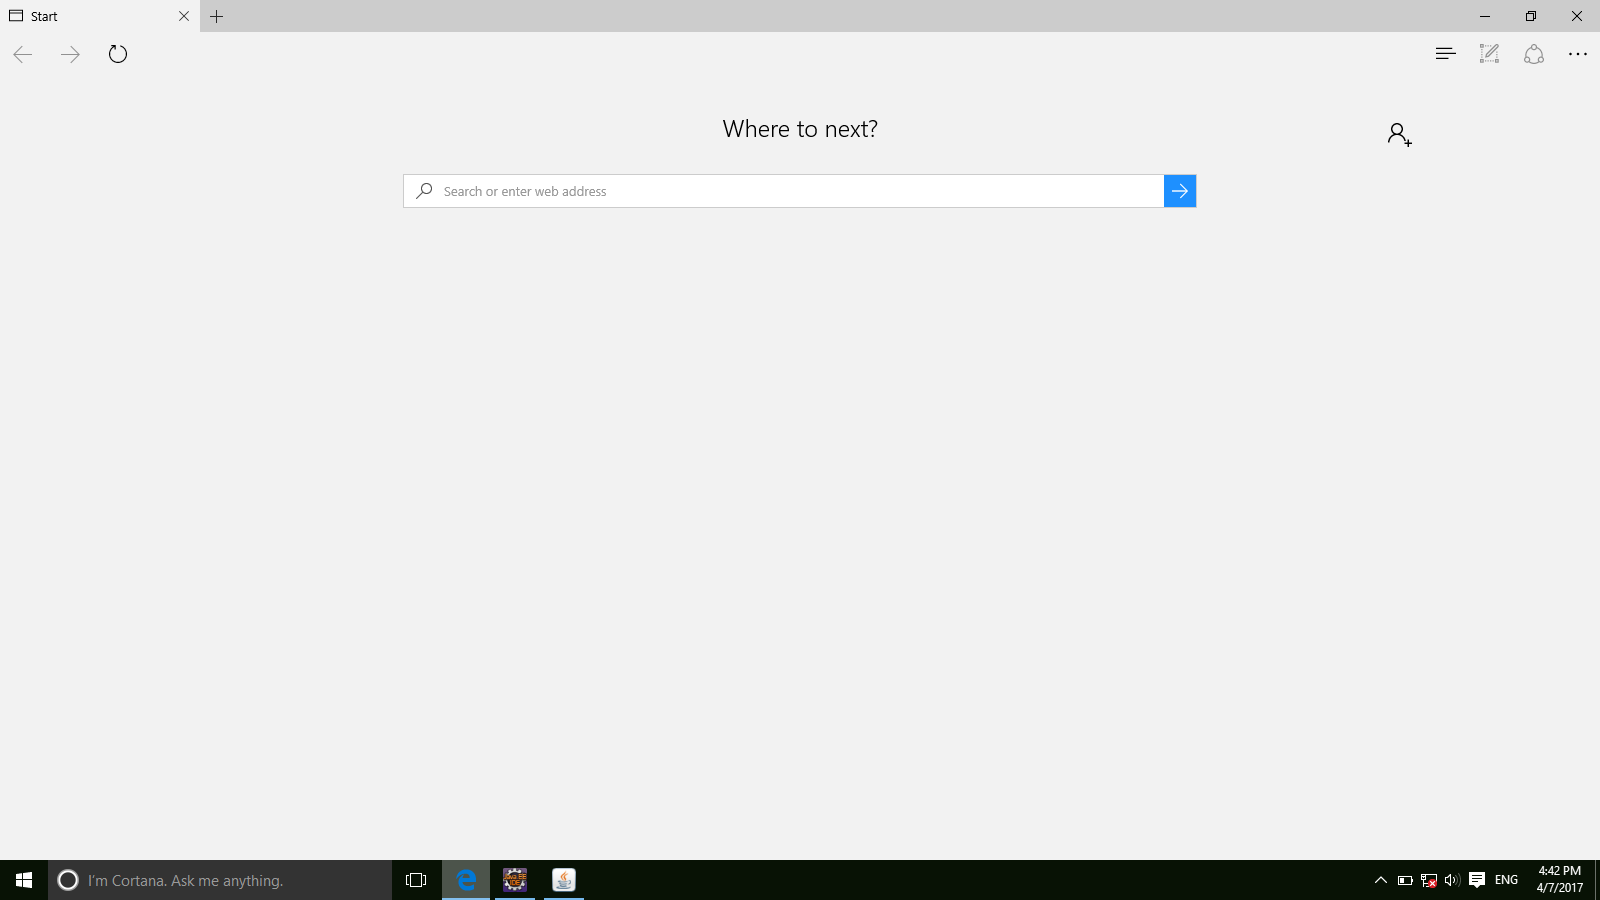 Start
Where to next?
Search or enter web address
I'm Cortana. Ask me anything.
ENG
4:42 PM
4/7/2017